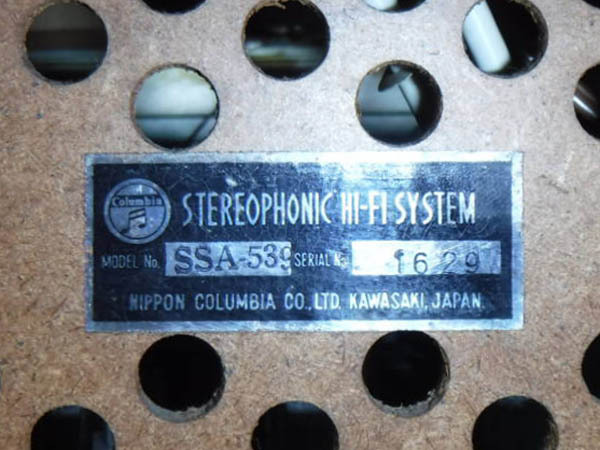 Columbia
STEREOPHONIC HI-FI SYSTEM
MODEL No. SSA-539 SERIAL No. 1629
NIPPON COLUMBIA CO., LTD. KAWASAKI, JAPAN